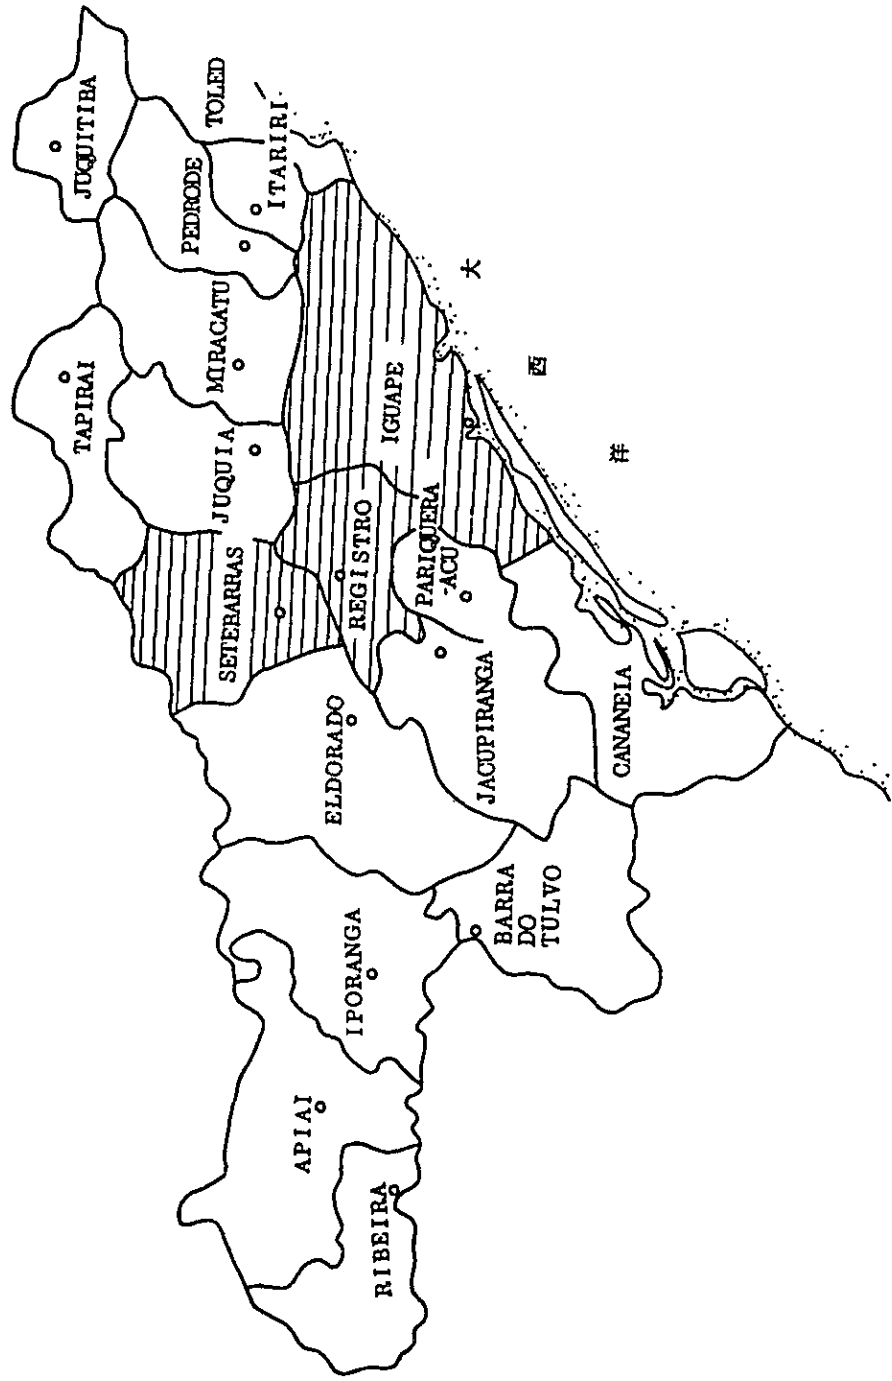 JUQUITIBA
TAPIRAI
PEDRODE TOLED
MIRACATU
JUQUIA
SETEBARRAS
ITARIRI
APIAI
ELDORADO
IPORANGA
REGISTRO
RIBEIRA
IGUAPE
PARIQUERA
-ACU
JACUPIRANGA
BARRA
DO
TULVO
CANANEIA
大西洋